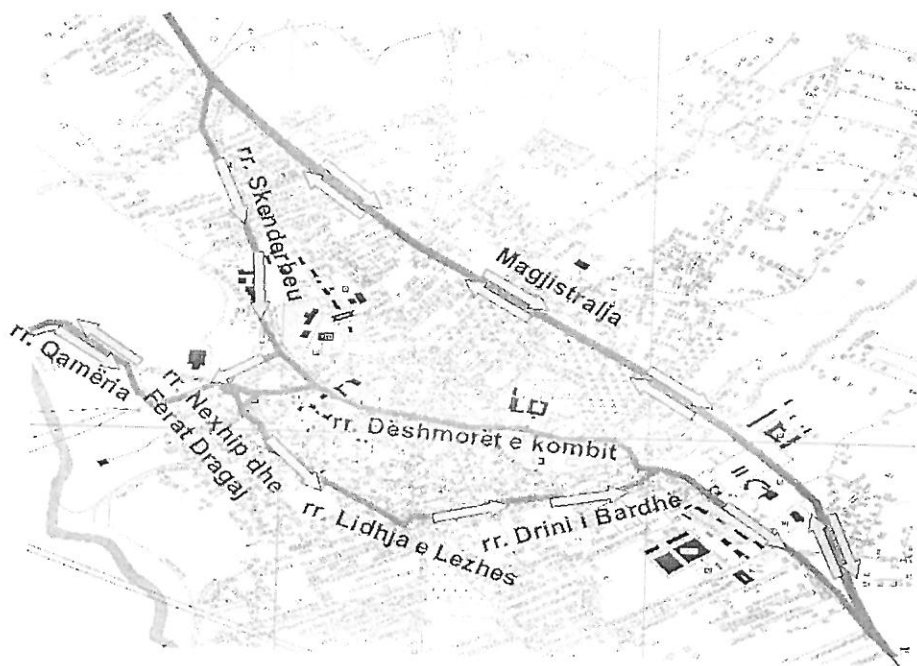 rr. Skenderbeu
Magjistralja
rr. Qamëria
rr. Nexhip dhe
Ferat Dragaj
rr. Dëshmorët e kombit
rr. Lidhja e Lezhes
rr. Drini i Bardhë